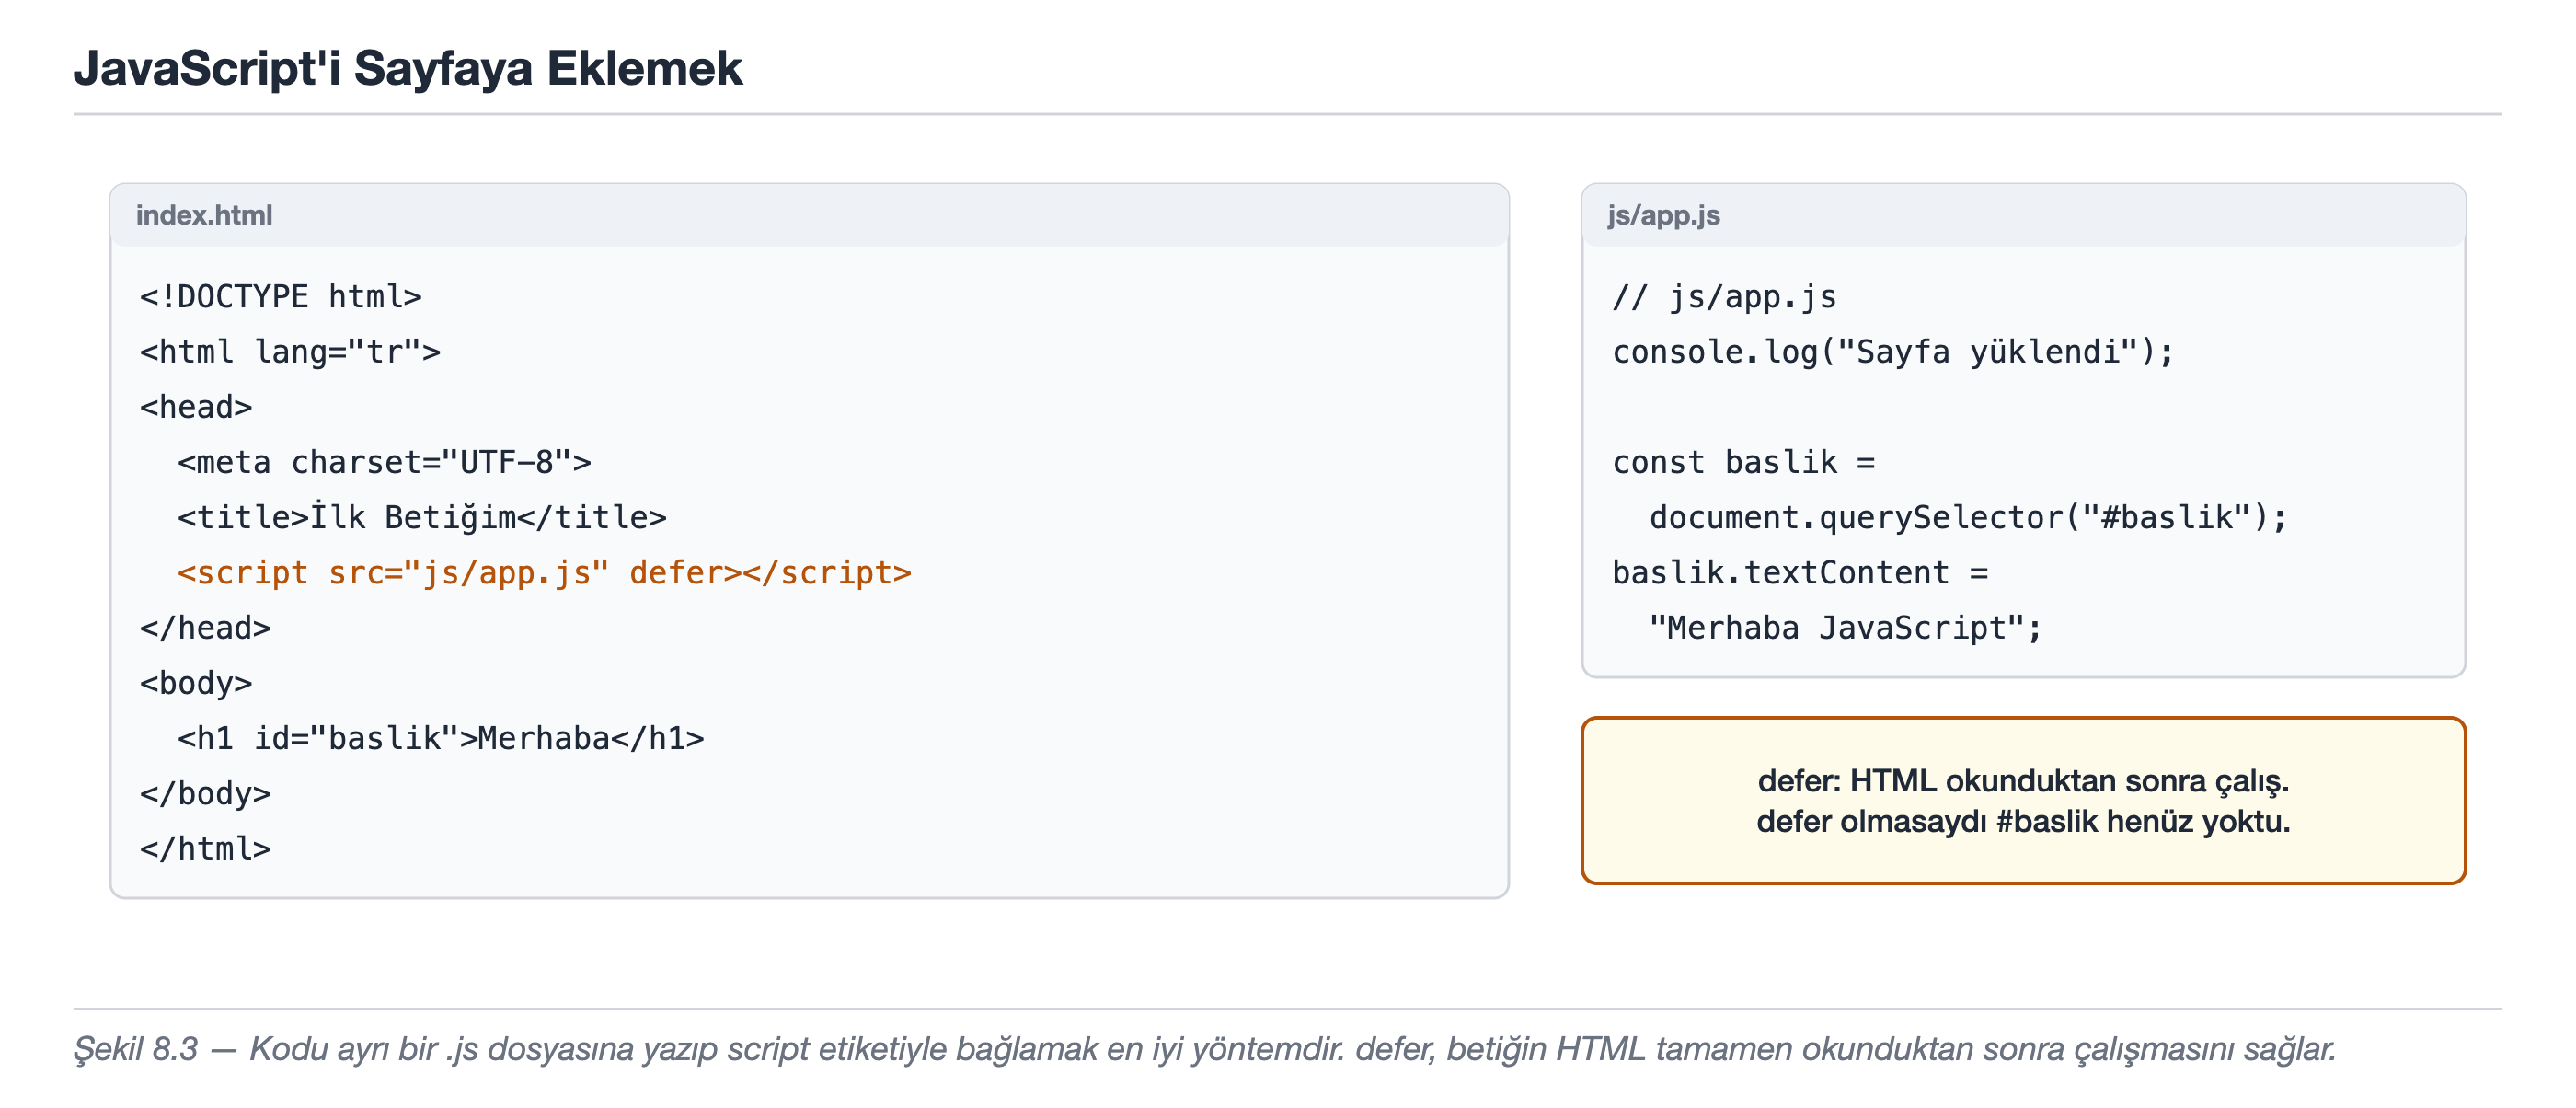 JavaScript'i Sayfaya Eklemek
index.html
<!DOCTYPE html>
<html lang="tr">
<head>
  <meta charset="UTF-8">
  <title>İlk Betiğim</title>
  <script src="js/app.js" defer></script>
</head>
<body>
  <h1 id="baslik">Merhaba</h1>
</body>
</html>
js/app.js
// js/app.js
console.log("Sayfa yüklendi");
const baslik =
  document.querySelector("#baslik");
baslik.textContent =
  "Merhaba JavaScript";
defer: HTML okunduktan sonra çalış.
defer olmasaydı #baslik henüz yoktu.
Şekil 8.3 — Kodu ayrı bir .js dosyasına yazıp script etiketiyle bağlamak en iyi yöntemdir. defer, betiğin HTML tamamen okunduktan sonra çalışmasını sağlar.